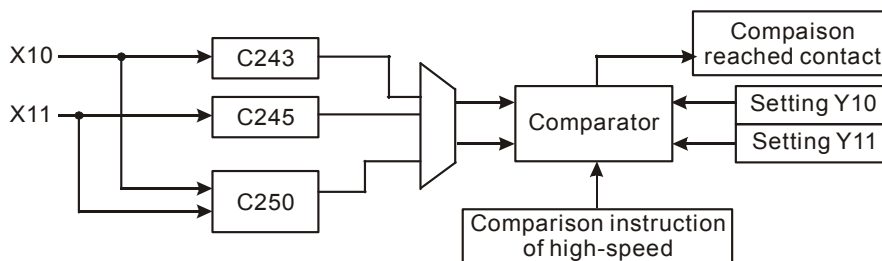 X10
C243
Compaison
reached contact
X11
C245
Comparator
Setting Y10
Setting Y11
C250
Comparison instruction
of high-speed